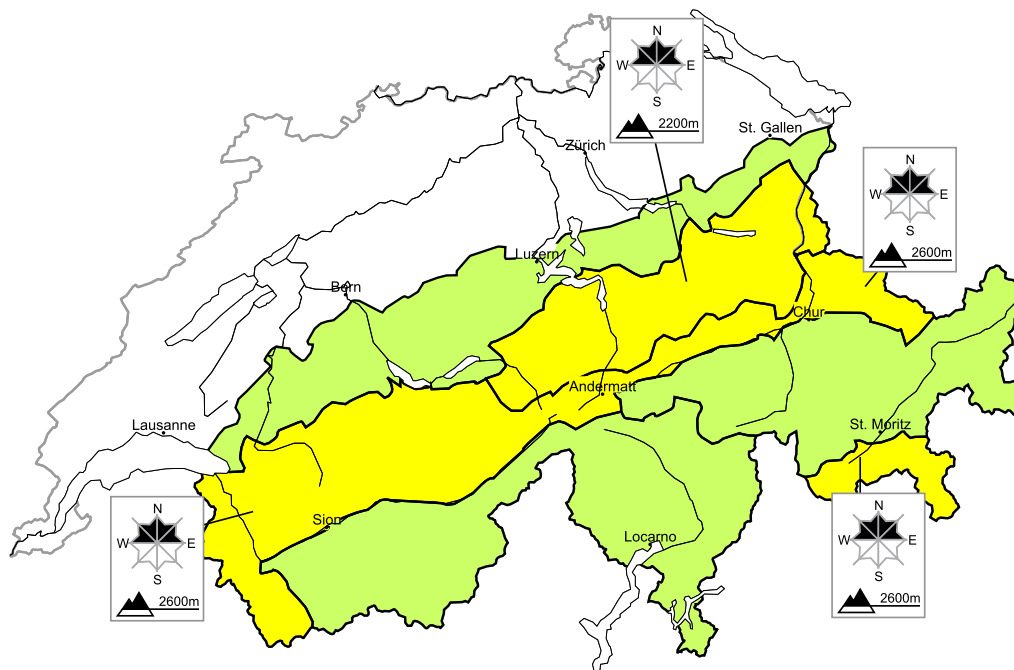 N
W E
S
2200m
St. Gallen
Zürich
N
W E
S
2600m
Luzern
Bern
Chur
Andermatt
Lausanne
St. Moritz
N
W E
S
2600m
Sion
N
W E
S
2600m
Locarno